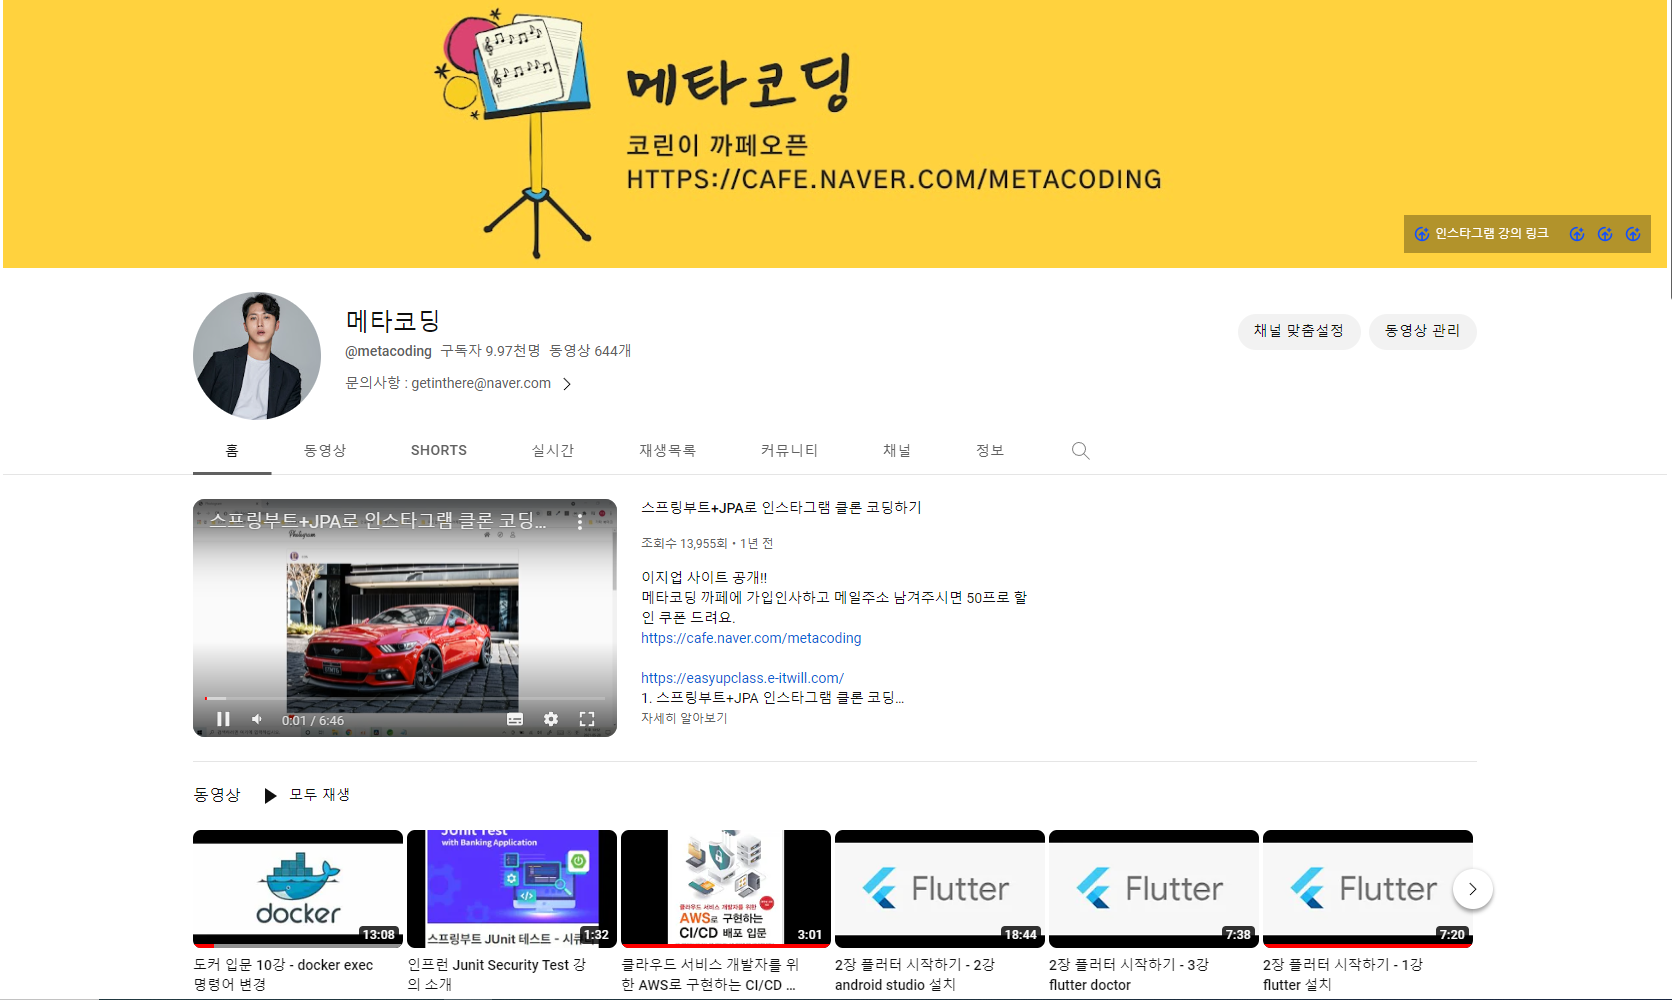 메타코딩
코린이 까페오픈
HTTPS://CAFE.NAVER.COM/METACODING
인스타그램 강의 링크
메타코딩
@metacoding 구독자 9.97천명 동영상 644개
문의사항 : getinthere@naver.com
채널 맞춤설정 동영상 관리
홈 동영상 SHORTS 실시간 재생목록 커뮤니티 채널 정보
스프링부트+JPA로 인스타그램 클론 코딩...
Photogram
0:01 / 6:46
스프링부트+JPA로 인스타그램 클론 코딩하기
조회수 13,955회 • 1년 전
이지업 사이트 공개!!
메타코딩 까페에 가입인사하고 메일주소 남겨주시면 50프로 할
인 쿠폰 드려요.
https://cafe.naver.com/metacoding
https://easyupclass.e-itwill.com/
1. 스프링부트+JPA 인스타그램 클론 코딩...
자세히 알아보기
동영상 모두 재생
docker
13:08
도커 입문 10강 - docker exec
명령어 변경
JUnit Test
with Banking Application
스프링부트 JUnit 테스트 - 시큐
1:32
인프런 Junit Security Test 강
의 소개
클라우드 서비스 개발자를 위한
AWS로 구현하는
CI/CD 배포 입문
3:01
클라우드 서비스 개발자를 위
한 AWS로 구현하는 CI/CD ...
Flutter
18:44
2장 플러터 시작하기 - 2강
android studio 설치
Flutter
7:38
2장 플러터 시작하기 - 3강
flutter doctor
Flutter
7:20
2장 플러터 시작하기 - 1강
flutter 설치